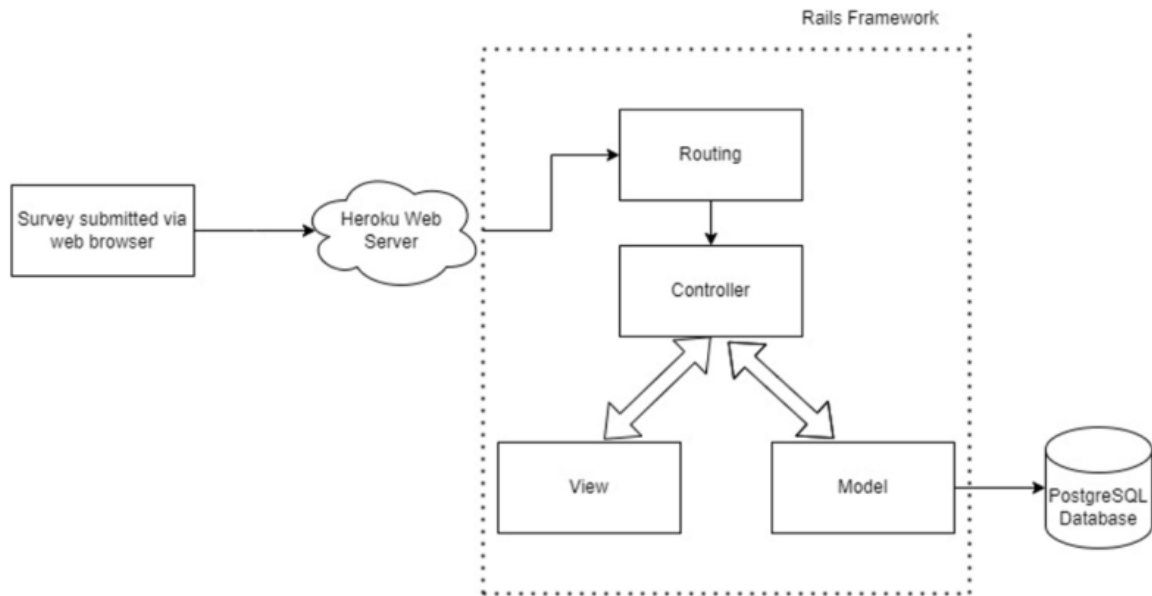 Rails Framework
Routing
Survey submitted via
web browser
Heroku Web
Server
Controller
View
Model
PostgreSQL
Database